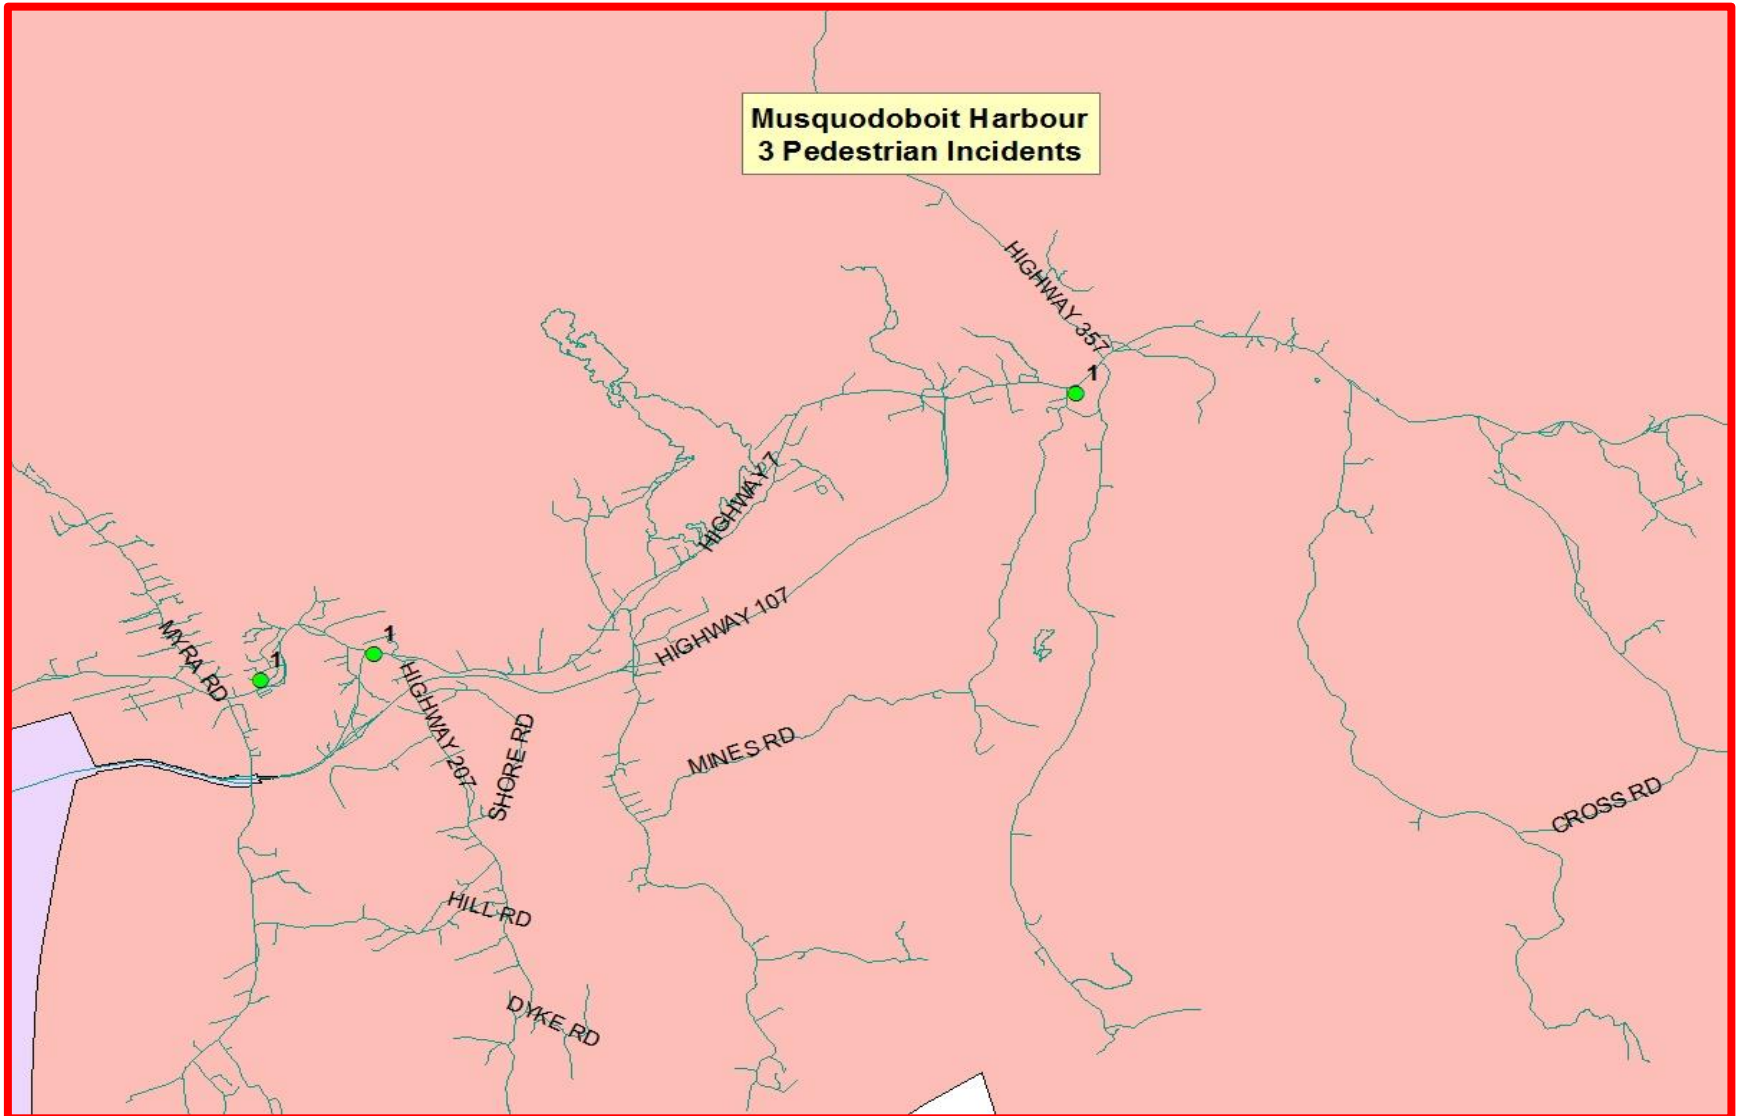 Musquodoboit Harbour
3 Pedestrian Incidents
HIGHWAY 357
1
HIGHWAY 7
HIGHWAY 107
MYRA RD
1
1
HIGHWAY 207
SHORE RD
MINES RD
CROSS RD
HILL RD
DYKE RD